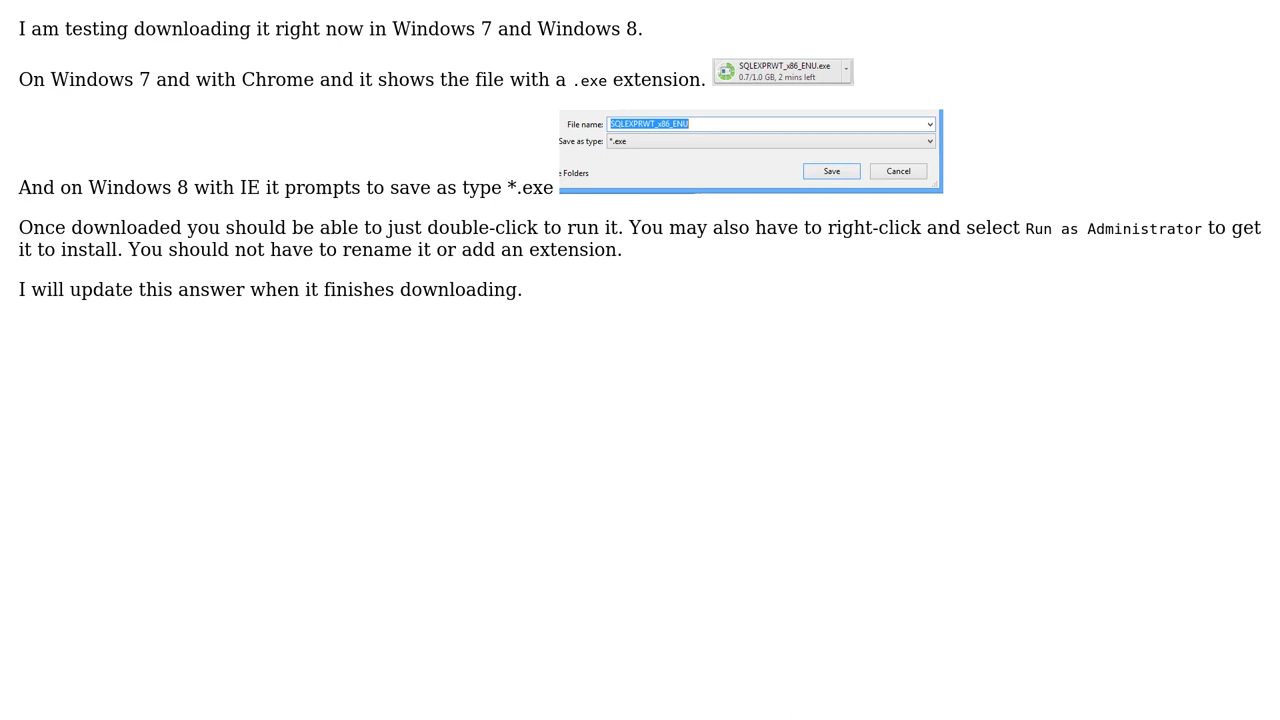 I am testing downloading it right now in Windows 7 and Windows 8.
On Windows 7 and with Chrome and it shows the file with a .exe extension.
SQLEXPRWT_x86_ENU.exe
0.7/1.0 GB, 2 mins left
File name: SQLEXPRWT_x86_ENU
Save as type: *.exe
e Folders Save Cancel
And on Windows 8 with IE it prompts to save as type *.exe
Once downloaded you should be able to just double-click to run it. You may also have to right-click and select Run as Administrator to get
it to install. You should not have to rename it or add an extension.
I will update this answer when it finishes downloading.